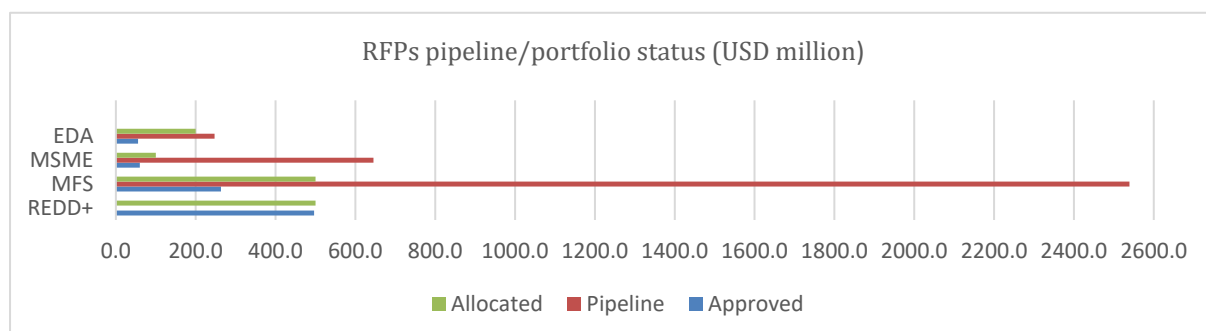 RFPs pipeline/portfolio status (USD million)
EDA
MSME
MFS
REDD+
0.0 200.0 400.0 600.0 800.0 1000.0 1200.0 1400.0 1600.0 1800.0 2000.0 2200.0 2400.0 2600.0
Allocated Pipeline Approved